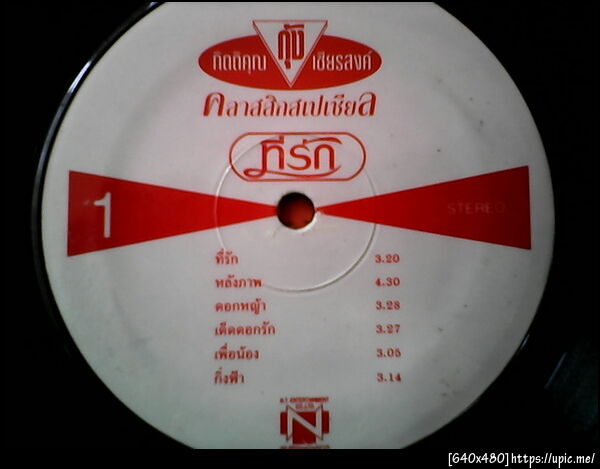 กุ้ง
กิตติคุณ เชียรสงค์
คลาสสิกสเปเชียล
ที่รัก
1 STEREO
ที่รัก 3.20
หลังภาพ 4.30
ดอกหญ้า 3.28
เด็ดดอกรัก 3.27
เพื่อน้อง 3.05
กิ่งฟ้า 3.14
ENTERTAINMENT
CO.,LTD.
N
[640x480]https://upic.me/